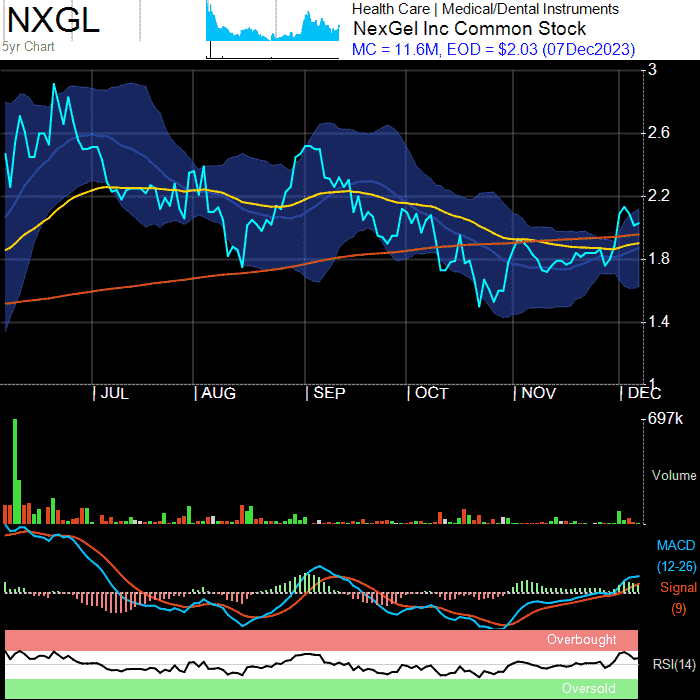 NXGL
5yr Chart
Health Care | Medical/Dental Instruments
NexGel Inc Common Stock
MC = 11.6M, EOD = $2.03 (07Dec2023)
3
2.6
2.2
1.8
1.4
1
JUL
AUG
SEP
OCT
NOV
DEC
697k
Volume
MACD
(12-26)
Signal
(9)
Overbought
RSI(14)
Oversold